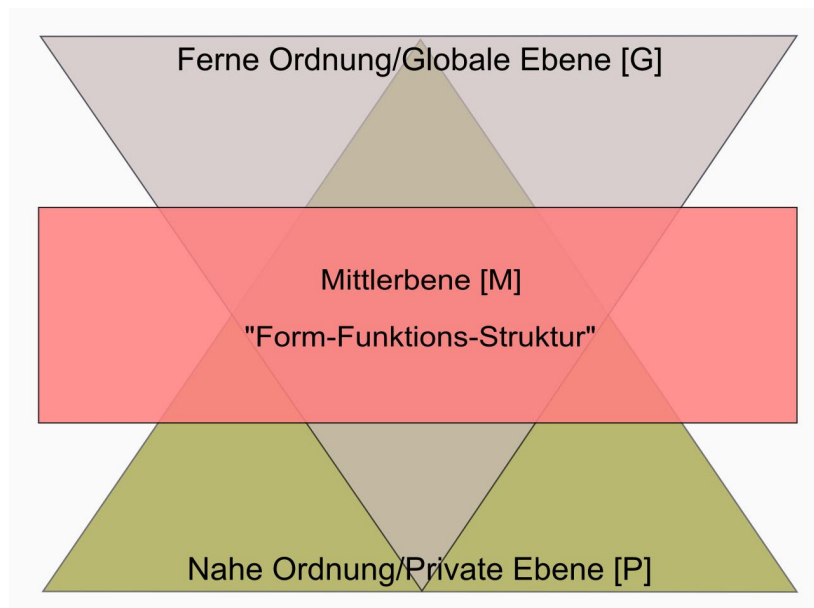 Ferne Ordnung/Globale Ebene [G]
Mittlerbene [M]
"Form-Funktions-Struktur"
Nahe Ordnung/Private Ebene [P]